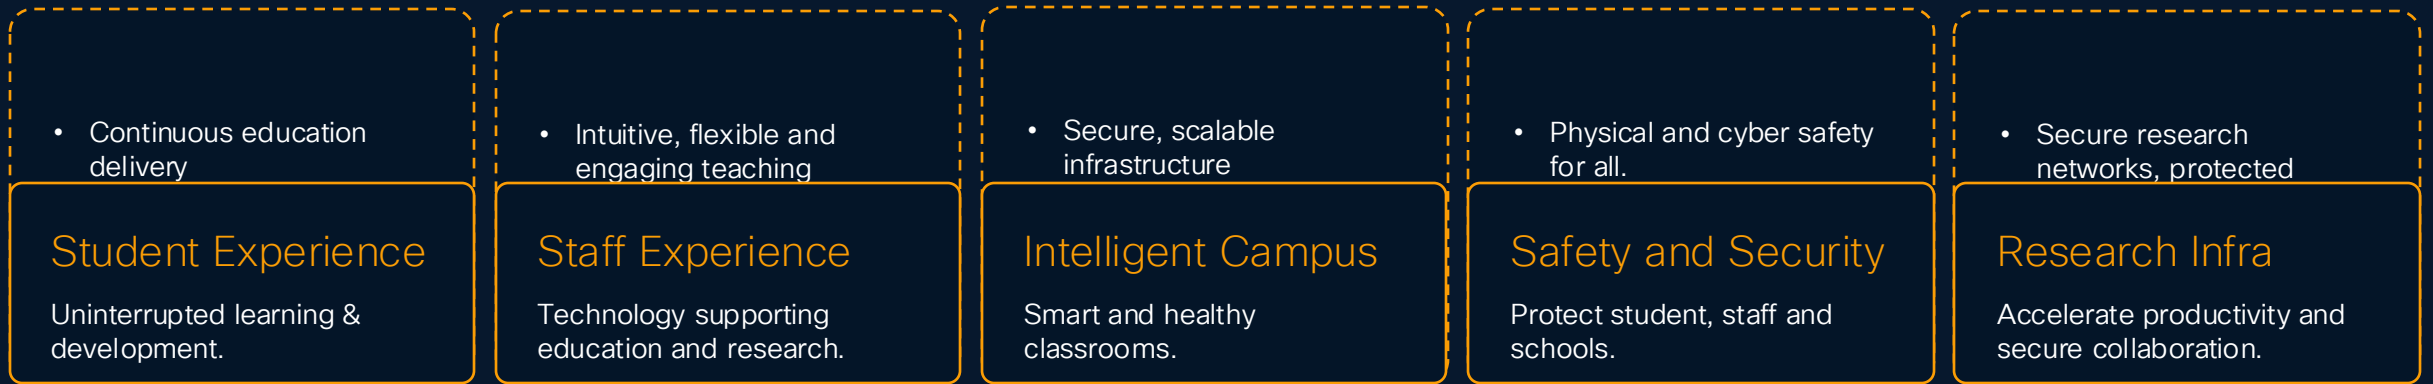 • Continuous education
delivery
Student Experience
Uninterrupted learning &
development.
• Intuitive, flexible and
engaging teaching
Staff Experience
Technology supporting
education and research.
• Secure, scalable
infrastructure
Intelligent Campus
Smart and healthy
classrooms.
• Physical and cyber safety
for all.
Safety and Security
Protect student, staff and
schools.
• Secure research
networks, protected
Research Infra
Accelerate productivity and
secure collaboration.